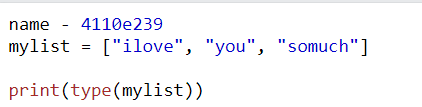 name - 4110e239
mylist = ["ilove", "you", "somuch"]
print(type(mylist))